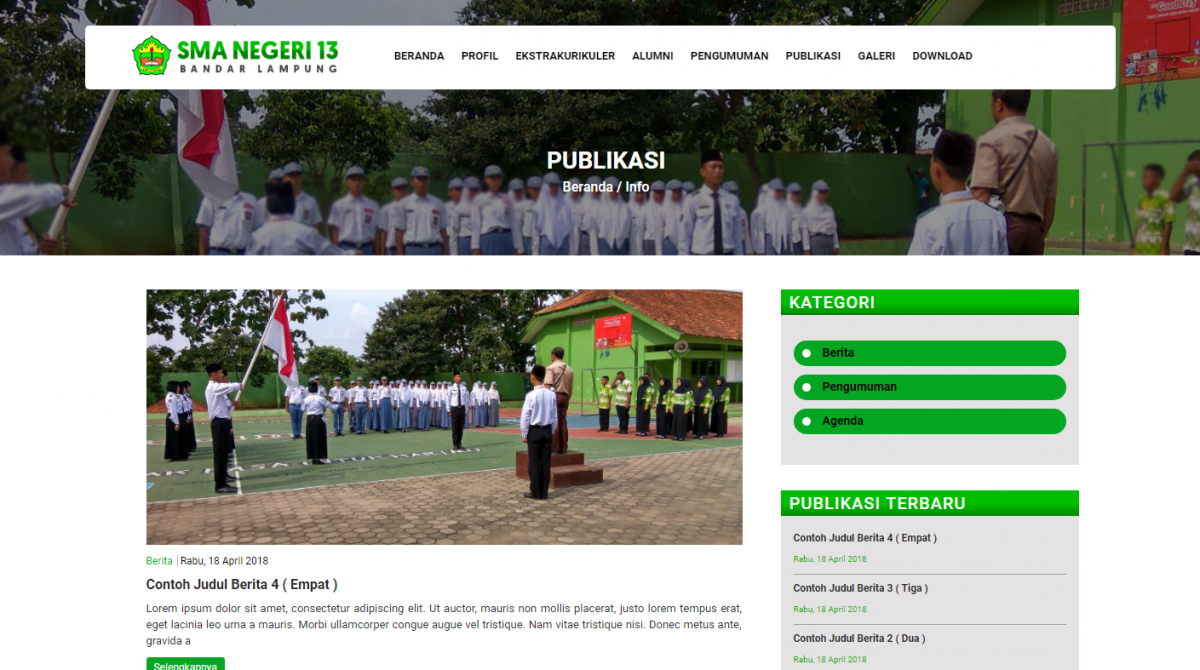 SMA NEGERI 13
BANDAR LAMPUNG
BERANDA PROFIL EKSTRAKURIKULER ALUMNI PENGUMUMAN PUBLIKASI GALERI DOWNLOAD
PUBLIKASI
Beranda / Info
Berita | Rabu, 18 April 2018
Contoh Judul Berita 4 ( Empat )
Lorem ipsum dolor sit amet, consectetur adipiscing elit. Ut auctor, mauris non mollis placerat, justo lorem tempus erat,
eget lacinia leo urna a mauris. Morbi ullamcorper congue augue vel tristique. Nam vitae tristique nisi. Donec metus ante,
gravida a
Selengkapnya
KATEGORI
Berita
Pengumuman
Agenda
PUBLIKASI TERBARU
Contoh Judul Berita 4 ( Empat )
Rabu, 18 April 2018
Contoh Judul Berita 3 ( Tiga )
Rabu, 18 April 2018
Contoh Judul Berita 2 ( Dua )
Rabu, 18 April 2018